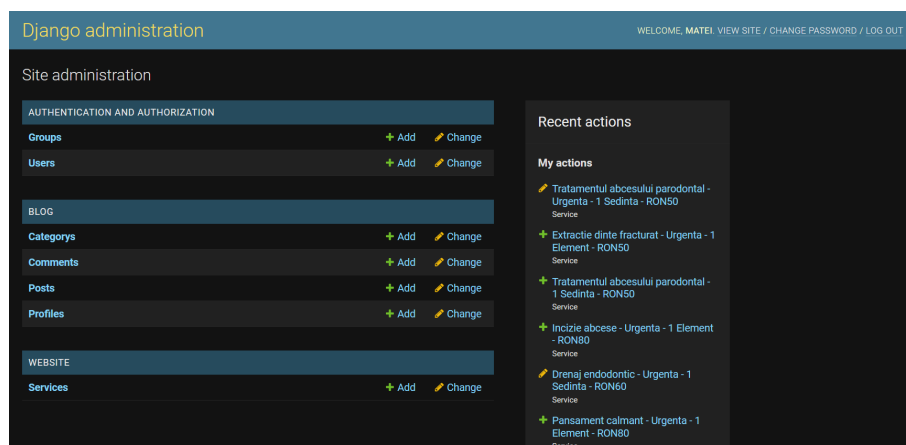 Django administration
WELCOME, MATEI. VIEW SITE / CHANGE PASSWORD / LOG OUT
Site administration
AUTHENTICATION AND AUTHORIZATION
Groups + Add Change
Users + Add Change
BLOG
Categorys + Add Change
Comments + Add Change
Posts + Add Change
Profiles + Add Change
WEBSITE
Services + Add Change
Recent actions
My actions
Tratamentul abcesului parodontal -
Urgenta - 1 Sedinta - RON50
Service
+ Extractie dinte fracturat - Urgenta - 1
Element - RON50
Service
+ Tratamentul abcesului parodontal -
1 Sedinta - RON50
Service
+ Incizie abcese - Urgenta - 1 Element
- RON80
Service
Drenaj endodontic - Urgenta - 1
Sedinta - RON60
Service
+ Pansament calmant - Urgenta - 1
Element - RON80